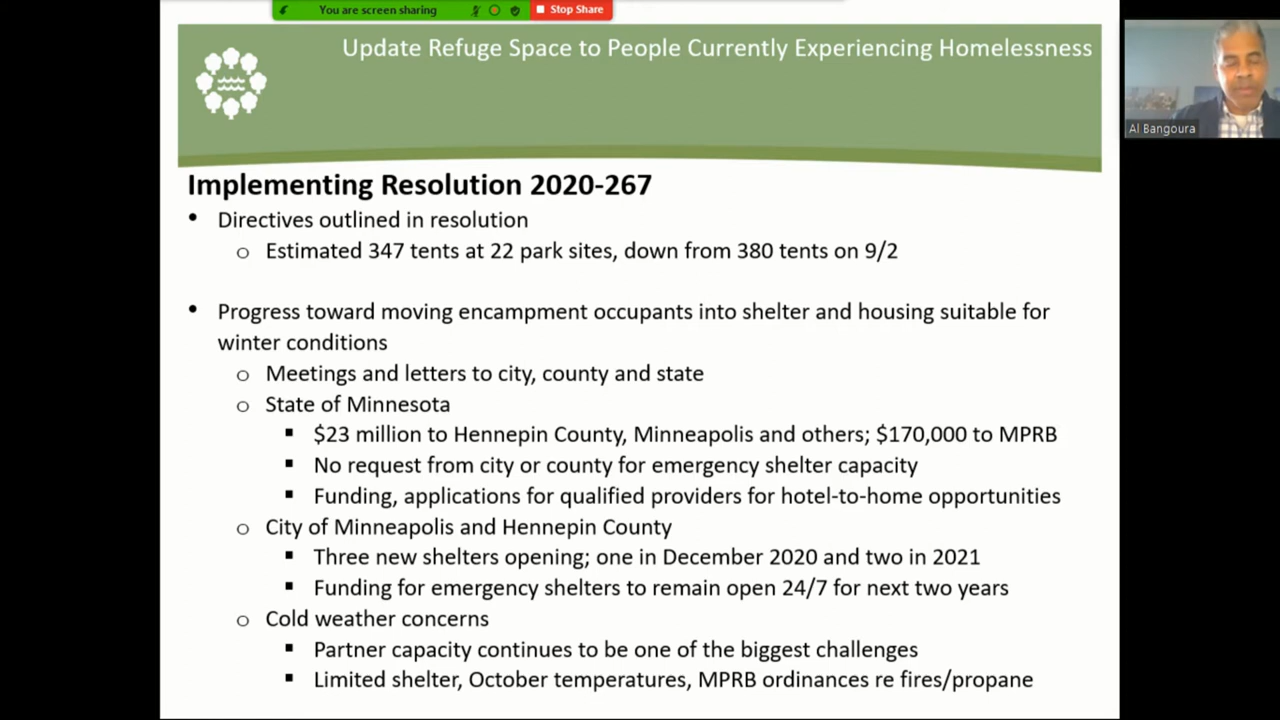 You are screen sharing
Stop Share
Update Refuge Space to People Currently Experiencing Homelessness
Al Bangoura
Implementing Resolution 2020-267
• Directives outlined in resolution
o Estimated 347 tents at 22 park sites, down from 380 tents on 9/2
• Progress toward moving encampment occupants into shelter and housing suitable for
winter conditions
o Meetings and letters to city, county and state
o State of Minnesota
▪ $23 million to Hennepin County, Minneapolis and others; $170,000 to MPRB
▪ No request from city or county for emergency shelter capacity
▪ Funding, applications for qualified providers for hotel-to-home opportunities
o City of Minneapolis and Hennepin County
▪ Three new shelters opening; one in December 2020 and two in 2021
▪ Funding for emergency shelters to remain open 24/7 for next two years
o Cold weather concerns
▪ Partner capacity continues to be one of the biggest challenges
▪ Limited shelter, October temperatures, MPRB ordinances re fires/propane